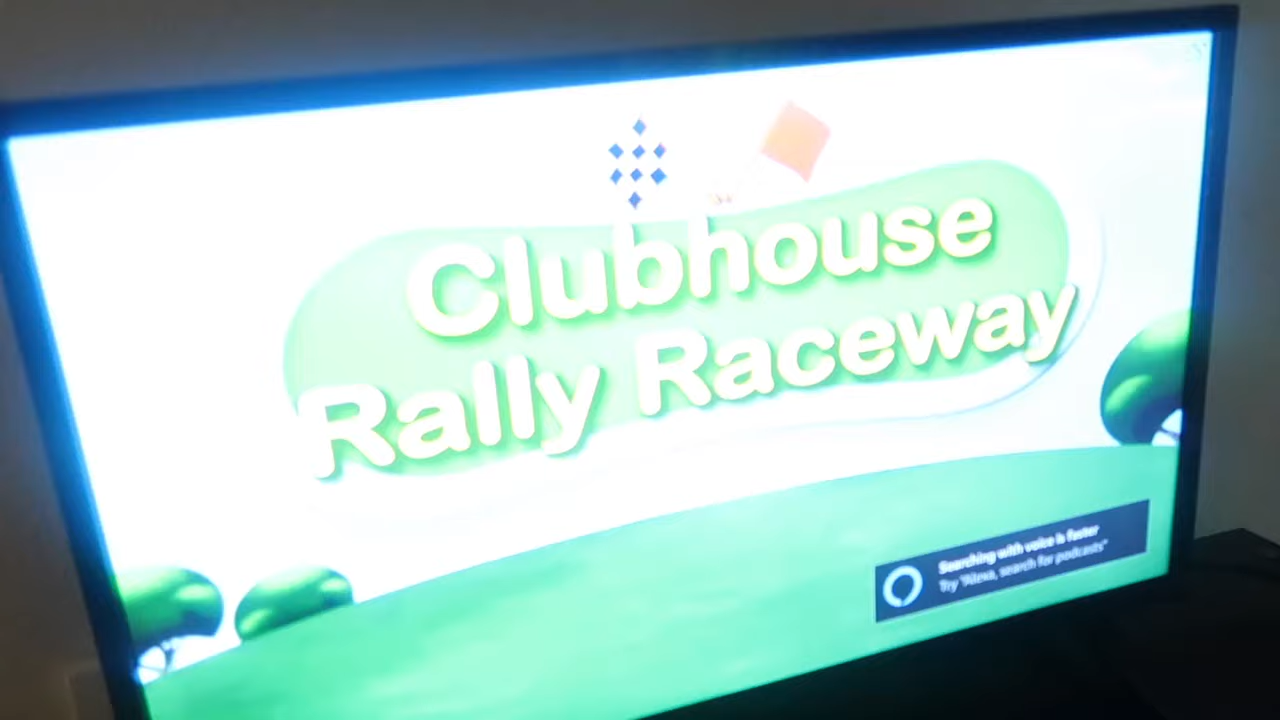 Clubhouse
Rally Raceway
Searching with voice is faster
Try "Alexa, search for podcasts"